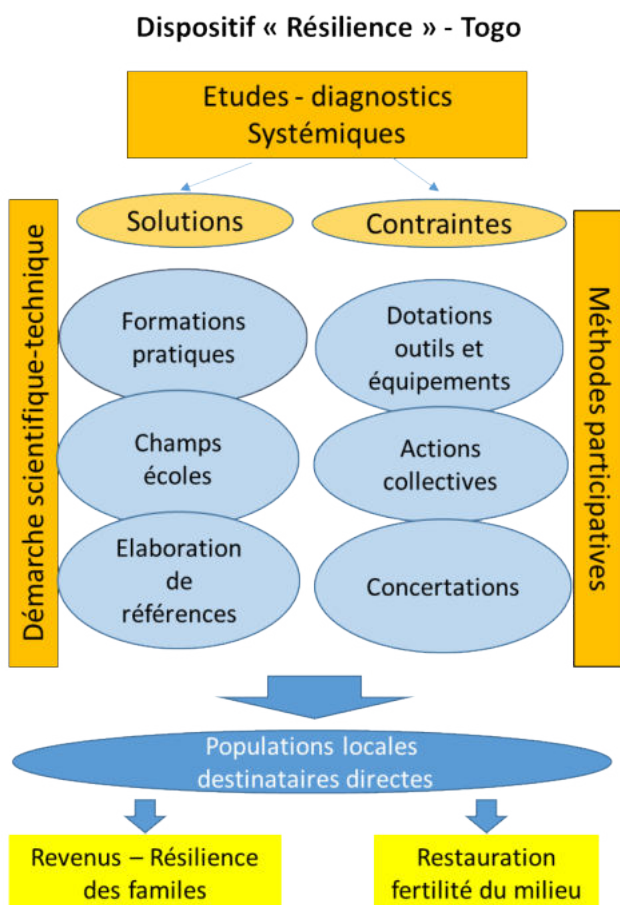 Dispositif « Résilience » - Togo
Etudes - diagnostics
Systémiques
Solutions
Contraintes
Démarche scientifique-technique
Formations
pratiques
Champs
écoles
Elaboration
de
références
Dotations
outils et
équipements
Actions
collectives
Concertations
Méthodes participatives
Populations locales
destinataires directes
Revenus – Résilience
des familes
Restauration
fertilité du milieu